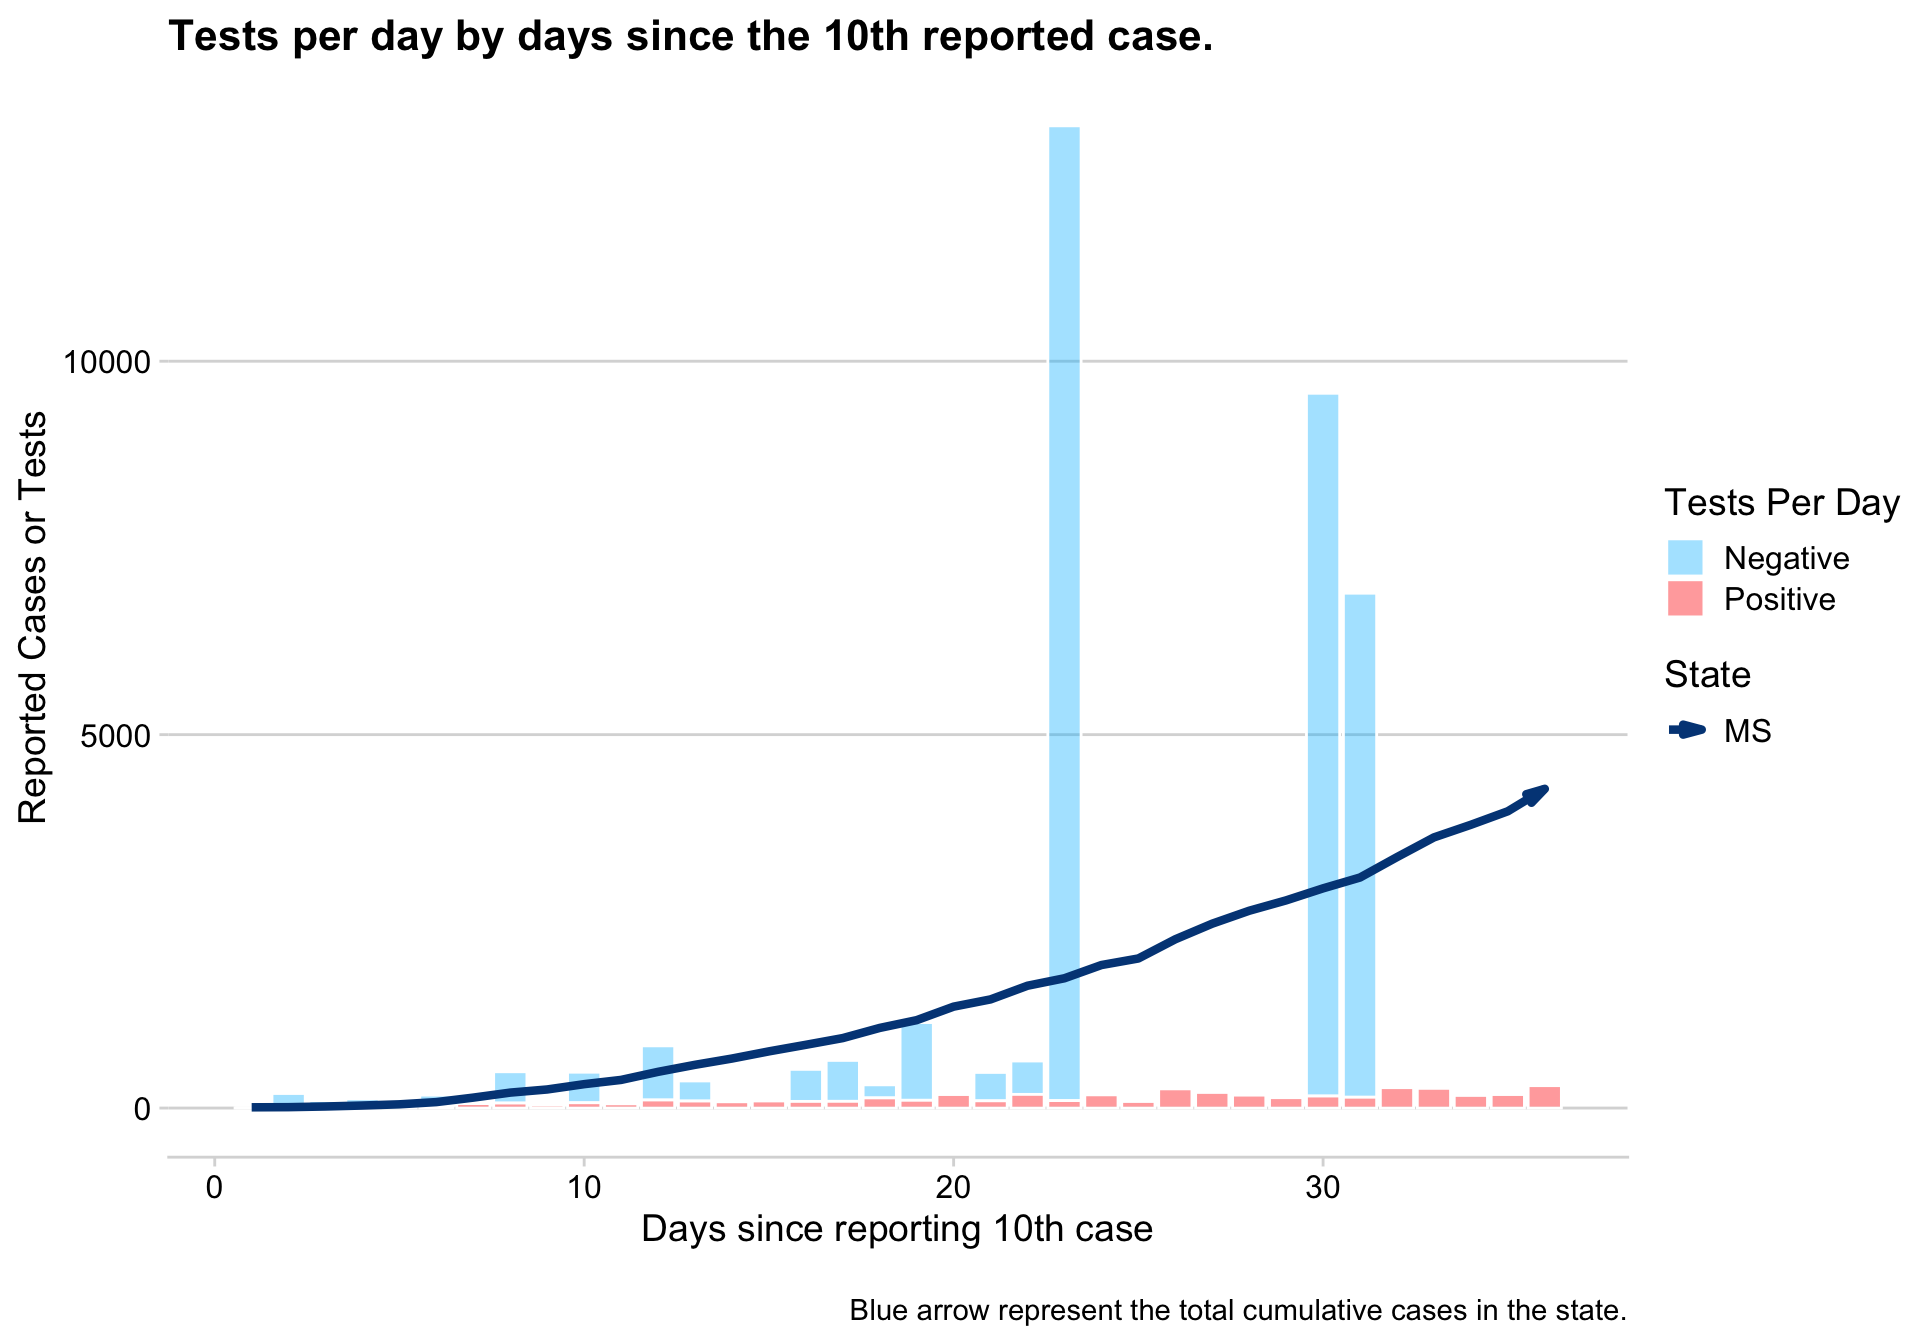 Tests per day by days since the 10th reported case.
Reported Cases or Tests
10000
5000
0
0 10 20 30
Days since reporting 10th case
Tests Per Day
Negative
Positive
State
MS
Blue arrow represent the total cumulative cases in the state.